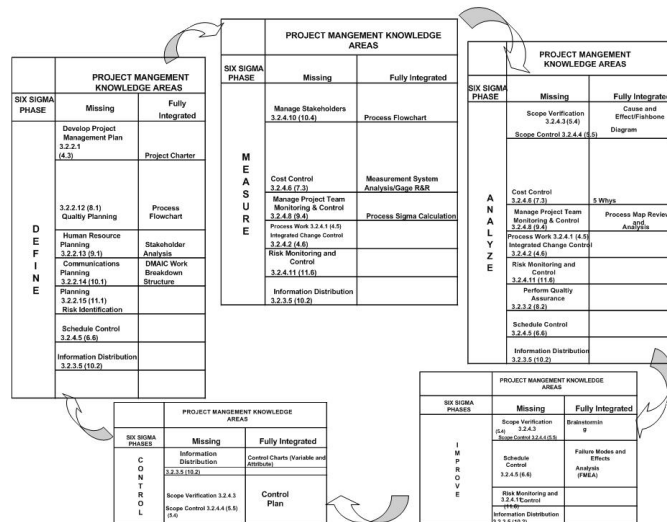 PROJECT MANGEMENT
KNOWLEDGE AREAS
SIX SIGMA
PHASE
Missing
Fully
Integrated
DEFINE
Develop Project
Management Plan
3.2.2.1
(4.3)
Project Charter
3.2.2.12 (8.1)
Qualtiy Planning
Process
Flowchart
Human Resource
Planning
3.2.2.13 (9.1)
Stakeholder
Analysis
Communications
Planning
3.2.2.14 (10.1)
DMAIC Work
Breakdown
Structure
Planning
3.2.2.15 (11.1)
Risk Identification
Schedule Control
3.2.4.5 (6.6)
Information Distribution
3.2.3.5 (10.2)
PROJECT MANGEMENT KNOWLEDGE
AREAS
SIX SIGMA
PHASE
Missing
Fully Integrated
MEASURE
Manage Stakeholders
3.2.4.10 (10.4)
Process Flowchart
Cost Control
3.2.4.6 (7.3)
Measurement System
Analysis/Gage R&R
Manage Project Team
Monitoring & Control
3.2.4.8 (9.4)
Process Sigma Calculation
Process Work 3.2.4.1 (4.5)
Integrated Change Control
3.2.4.2 (4.6)
Risk Monitoring and
Control
3.2.4.11 (11.6)
Information Distribution
3.2.3.5 (10.2)
PROJECT MANGEMENT
KNOWLEDGE AREAS
SIX SIGMA
PHASE
Missing
Fully Integrated
ANALYZE
Scope Verification
3.2.4.3 (5.4)
Scope Control 3.2.4.4 (5.5)
Cause and
Effect/Fishbone
Diagram
Cost Control
3.2.4.6 (7.3)
5 Whys
Manage Project Team
Monitoring & Control
3.2.4.8 (9.4)
Process Map Review
and
Analysis
Process Work 3.2.4.1 (4.5)
Integrated Change Control
3.2.4.2 (4.6)
Risk Monitoring and
Control
3.2.4.11 (11.6)
Perform Qualtiy
Assurance
3.2.3.2 (8.2)
Schedule Control
3.2.4.5 (6.6)
Information Distribution
3.2.3.5 (10.2)
PROJECT MANGEMENT KNOWLEDGE
AREAS
SIX SIGMA
PHASES
Missing
Fully Integrated
CONTROL
Information
Distribution
3.2.3.5 (10.2)
Control Charts (Variable and
Attribute)
Scope Verification 3.2.4.3
Scope Control 3.2.4.4 (5.5)
(5.4)
Control
Plan
PROJECT MANGEMENT KNOWLEDGE
AREAS
SIX SIGMA
PHASES
Missing
Fully Integrated
IMPROVE
Scope Verification
(5.4) 3.2.4.3
Scope Control 3.2.4.4 (5.5)
Brainstormin
g
Schedule
Control
3.2.4.5 (6.6)
Failure Modes and
Effects
Analysis
(FMEA)
Risk Monitoring and
3.2.4.11 Control
(11.6)
Information Distribution
3.2.3.5 (10.2)